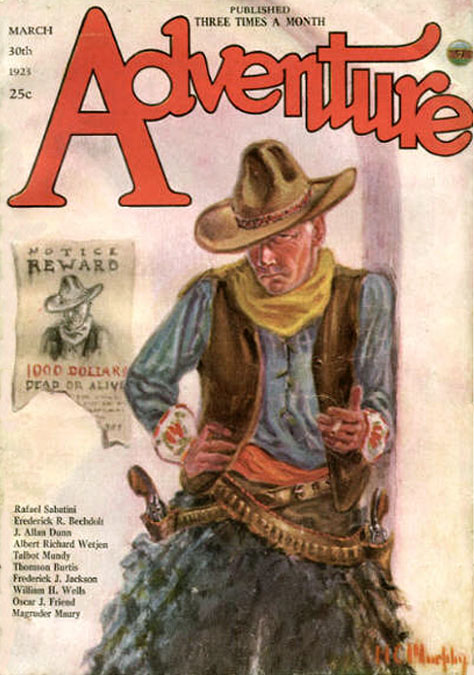 PUBLISHED
THREE TIMES A MONTH
MARCH
30th
1923
25c
Adventure
NOTICE
REWARD
1000 DOLLARS
DEAD OR ALIVE
Rafael Sabatini
Frederick R. Bechdolt
J. Allan Dunn
Albert Richard Wetjen
Talbot Mundy
Thomson Burtis
Frederick J. Jackson
William H. Wells
Oscar J. Friend
Magruder Maury